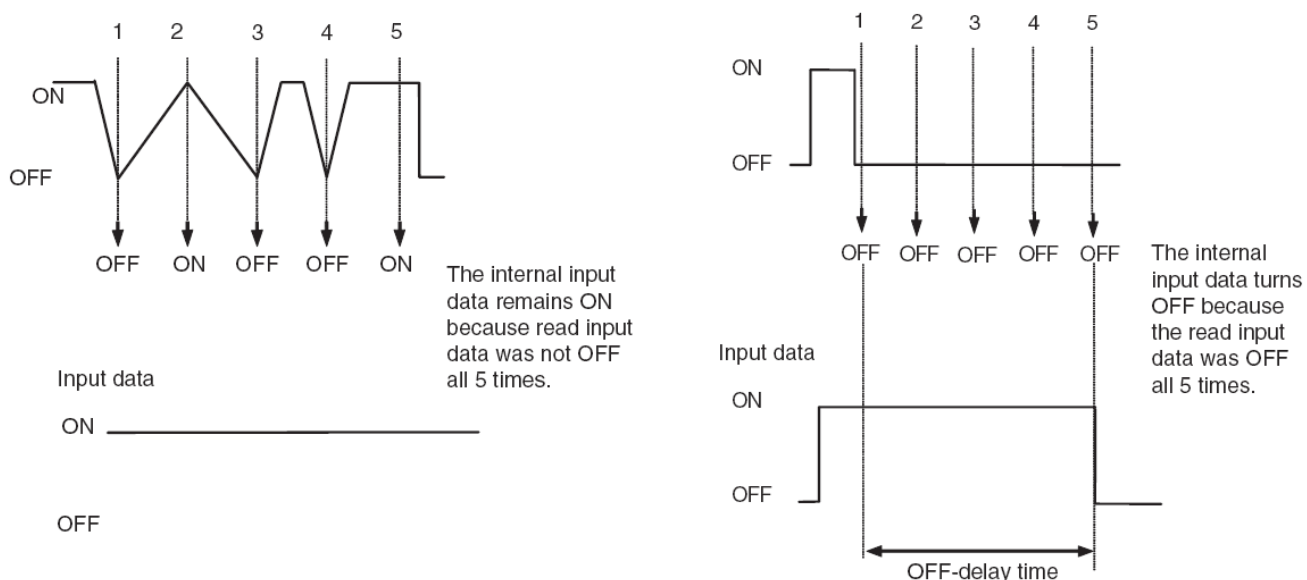 1 2 3 4 5
ON
OFF
OFF ON OFF OFF ON
The internal input
data remains ON
because read input
data was not OFF
all 5 times.
Input data
ON
OFF
1 2 3 4 5
ON
OFF
OFF OFF OFF OFF OFF
The internal
input data turns
OFF because
the read input
data was OFF
all 5 times.
Input data
ON
OFF
OFF-delay time